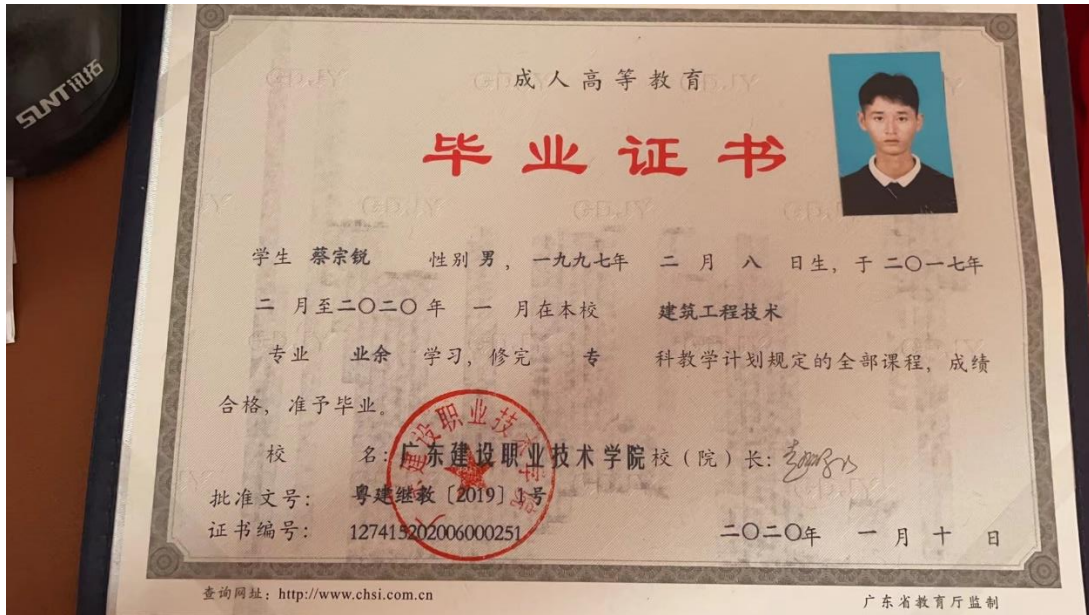 SUNT 讯拓
成人高等教育
毕业证书
学生 蔡宗锐 性别 男 ， 一九九七年 二 月 八 日生，于 二〇一七年
二 月至二〇二〇 年 一 月在本校 建筑工程技术
专业 业余 学习，修完 专 科教学计划规定的全部课程，成绩
合格，准予毕业。
校 名：广东建设职业技术学院 校（院）长：
批准文号： 粤建继教〔2019〕1号
证书编号： 127415202006000251
二〇二〇年 一 月 十 日
查询网址：http://www.chsi.com.cn
广东省教育厅监制